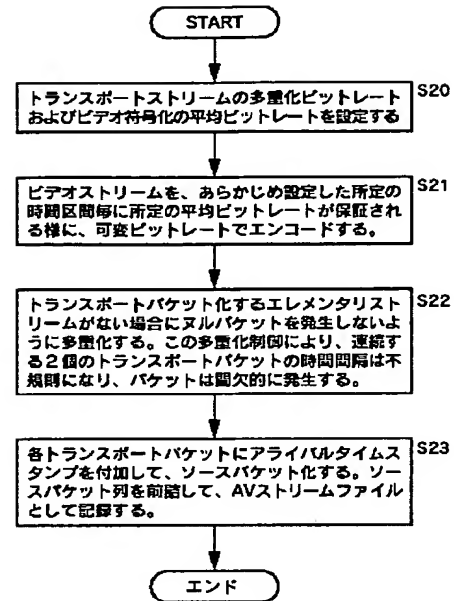 START
S20
トランスポートストリームの多重化ビットレート
およびビデオ符号化の平均ビットレートを設定する
S21
ビデオストリームを、あらかじめ設定した所定の
時間区間毎に所定の平均ビットレートが保証され
る様に、可変ビットレートでエンコードする。
S22
トランスポートパケット化するエレメンタリスト
リームがない場合にヌルパケットを発生しないよ
うに多重化する。この多重化制御により、連続す
る2個のトランスポートパケットの時間間隔は不
規則になり、パケットは間欠的に発生する。
S23
各トランスポートパケットにアライバルタイムス
タンプを付加して、ソースパケット化する。ソー
スパケット列を前詰して、AVストリームファイル
として記録する。
エンド